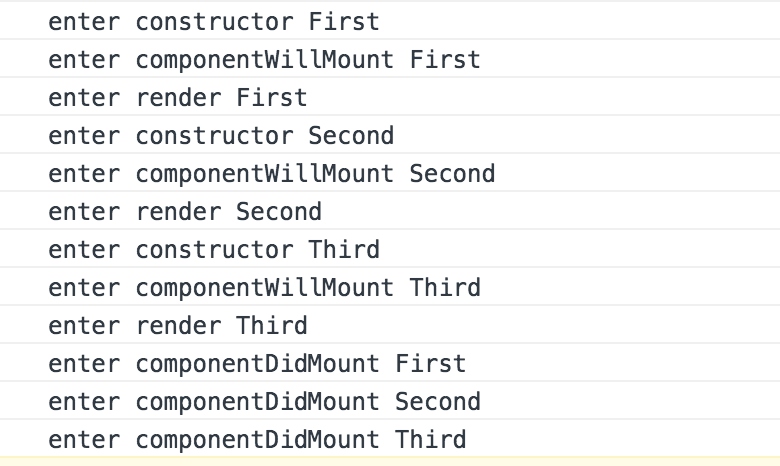 enter constructor First
enter componentWillMount First
enter render First
enter constructor Second
enter componentWillMount Second
enter render Second
enter constructor Third
enter componentWillMount Third
enter render Third
enter componentDidMount First
enter componentDidMount Second
enter componentDidMount Third